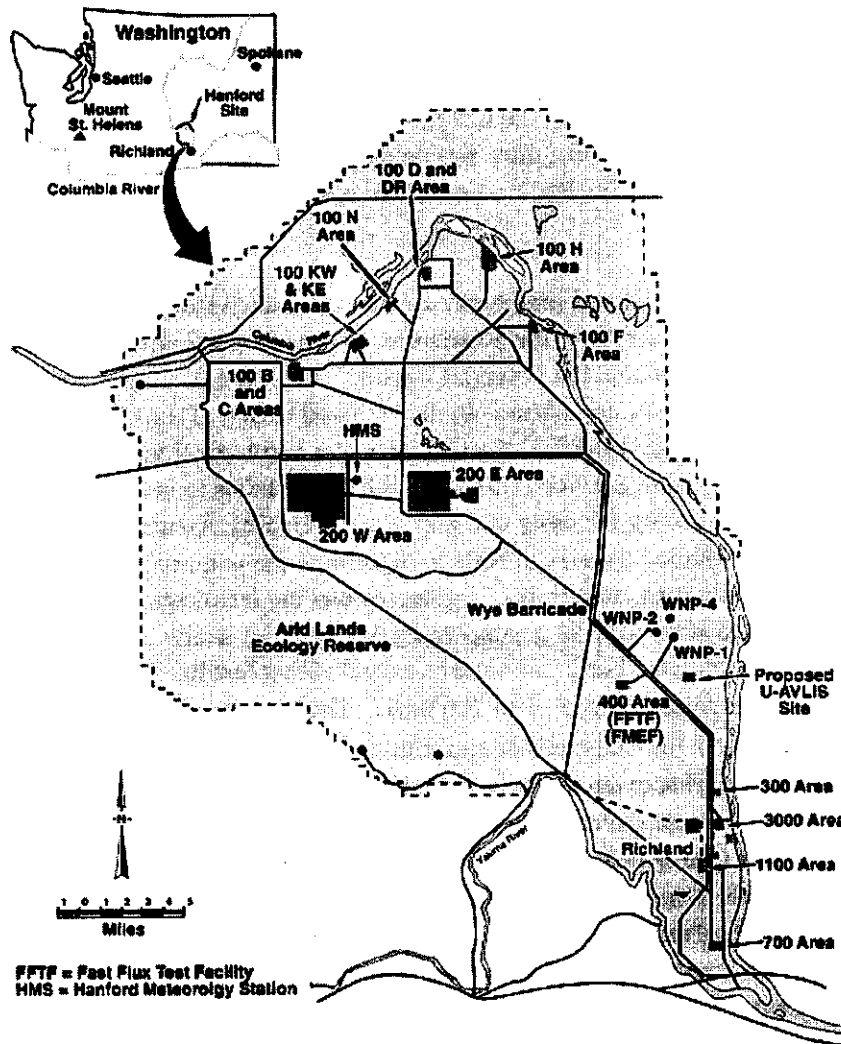 Washington
Spokane
Seattle
Hanford
Site
Mount
St. Helens
Richland
Columbia River
100 D and
DR Area
100 N
Area
100 H
Area
100 KW
& KE
Areas
Columbia River
100 F
Area
100 B
and
C Areas
HMS
200 E Area
200 W Area
Wye Barricade
WNP-4
WNP-2
WNP-1
Arid Lands
Ecology Reserve
Proposed
U-AVLIS
Site
400 Area
(FFTF)
(FMEF)
300 Area
3000 Area
Richland
1100 Area
Yakima River
700 Area
N
1 0 1 2 3 4 5
Miles
FFTF = Fast Flux Test Facility
HMS = Hanford Meteorolgy Station